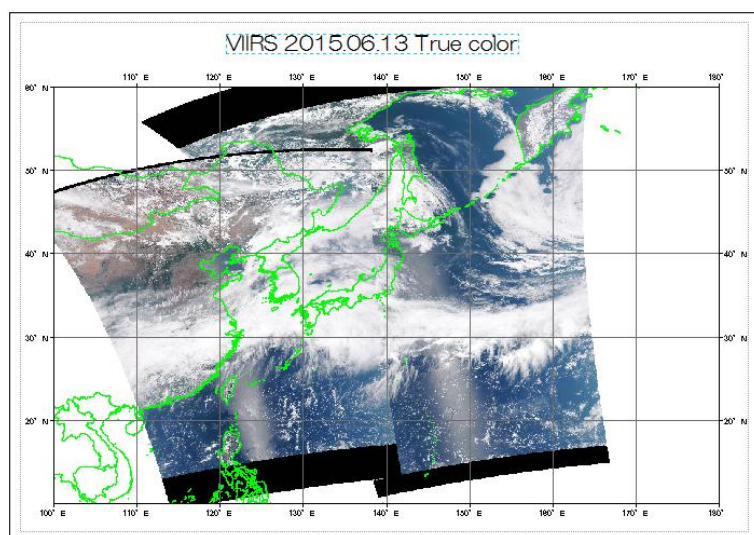 VIIRS 2015.06.13 True color
110° E 120° E 130° E 140° E 150° E 160° E 170° E 180° E
60° N
50° N 50° N
40° N 40° N
30° N 30° N
20° N 20° N
100° E 110° E 120° E 130° E 140° E 150° E 160° E 170° E 180° E